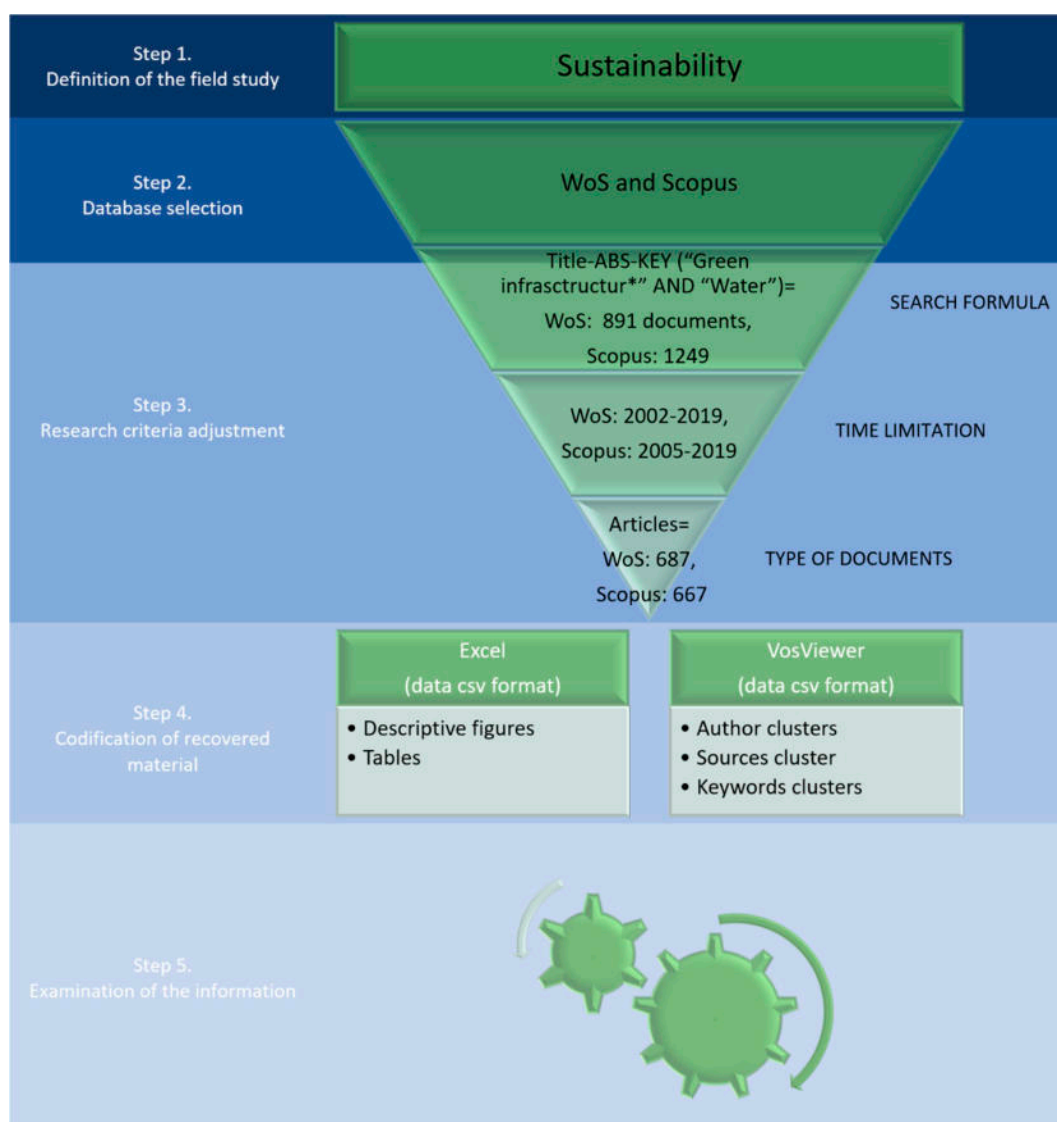 Step 1.
Definition of the field study
Sustainability
Step 2.
Database selection
WoS and Scopus
Step 3.
Research criteria adjustment
Title-ABS-KEY (“Green
infrasctructur*” AND “Water”)=
WoS: 891 documents,
Scopus: 1249
SEARCH FORMULA
WoS: 2002-2019,
Scopus: 2005-2019
TIME LIMITATION
Articles=
WoS: 687,
Scopus: 667
TYPE OF DOCUMENTS
Step 4.
Codification of recovered
material
Excel
(data csv format)
• Descriptive figures
• Tables
VosViewer
(data csv format)
• Author clusters
• Sources cluster
• Keywords clusters
Step 5.
Examination of the information